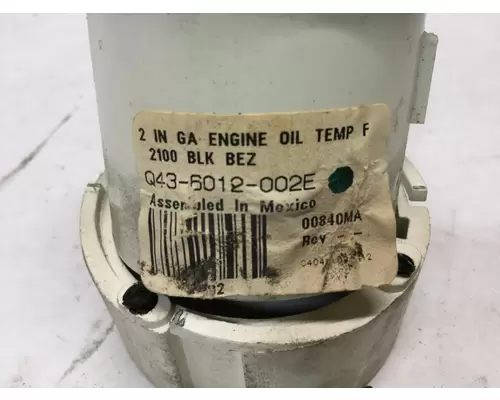 2 IN GA ENGINE OIL TEMP F
2100 BLK BEZ
Q43-6012-002E
Assembled In Mexico
00840MA
Rev -